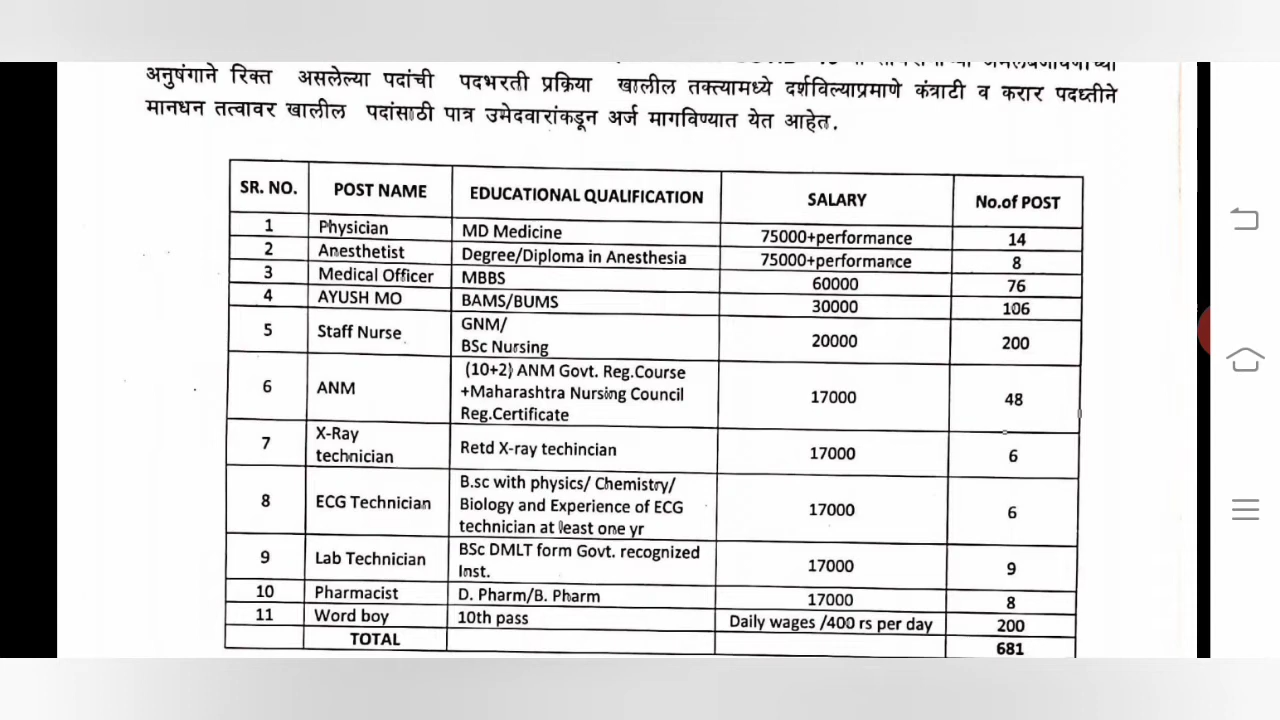 अनुषंगाने रिक्त असलेल्या पदांची पदभरती प्रक्रिया खालील तक्त्यामध्ये दर्शविल्याप्रमाणे कंत्राटी व करार पदध्तीने
मानधन तत्वावर खालील पदांसाठी पात्र उमेदवारांकडून अर्ज मागविण्यात येत आहेत.
SR. NO. POST NAME EDUCATIONAL QUALIFICATION SALARY No.of POST
1 Physician MD Medicine 75000+performance 14
2 Anesthetist Degree/Diploma in Anesthesia 75000+performance 8
3 Medical Officer MBBS 60000 76
4 AYUSH MO BAMS/BUMS 30000 106
5 Staff Nurse GNM/
BSc Nursing 20000 200
6 ANM (10+2) ANM Govt. Reg.Course
+Maharashtra Nursing Council
Reg.Certificate 17000 48
7 X-Ray
technician Retd X-ray techincian 17000 6
8 ECG Technician B.sc with physics/ Chemistry/
Biology and Experience of ECG
technician at least one yr 17000 6
9 Lab Technician BSc DMLT form Govt. recognized
Inst. 17000 9
10 Pharmacist D. Pharm/B. Pharm 17000 8
11 Word boy 10th pass Daily wages /400 rs per day 200
TOTAL 681